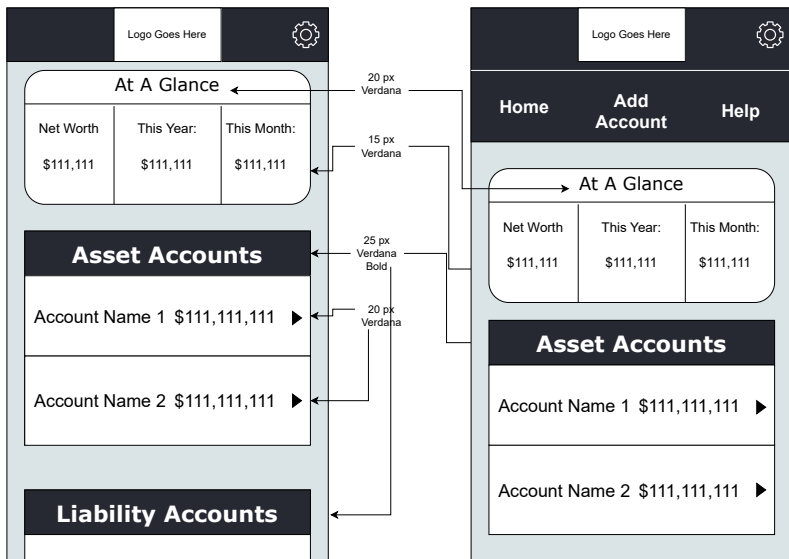 Logo Goes Here
At A Glance
Net Worth
This Year:
This Month:
$111,111
$111,111
$111,111
Asset Accounts
Account Name 1 $111,111,111
Account Name 2 $111,111,111
Liability Accounts
20 px
Verdana
15 px
Verdana
25 px
Verdana
Bold
20 px
Verdana
Logo Goes Here
Home
Add
Account
Help
At A Glance
Net Worth
This Year:
This Month:
$111,111
$111,111
$111,111
Asset Accounts
Account Name 1 $111,111,111
Account Name 2 $111,111,111